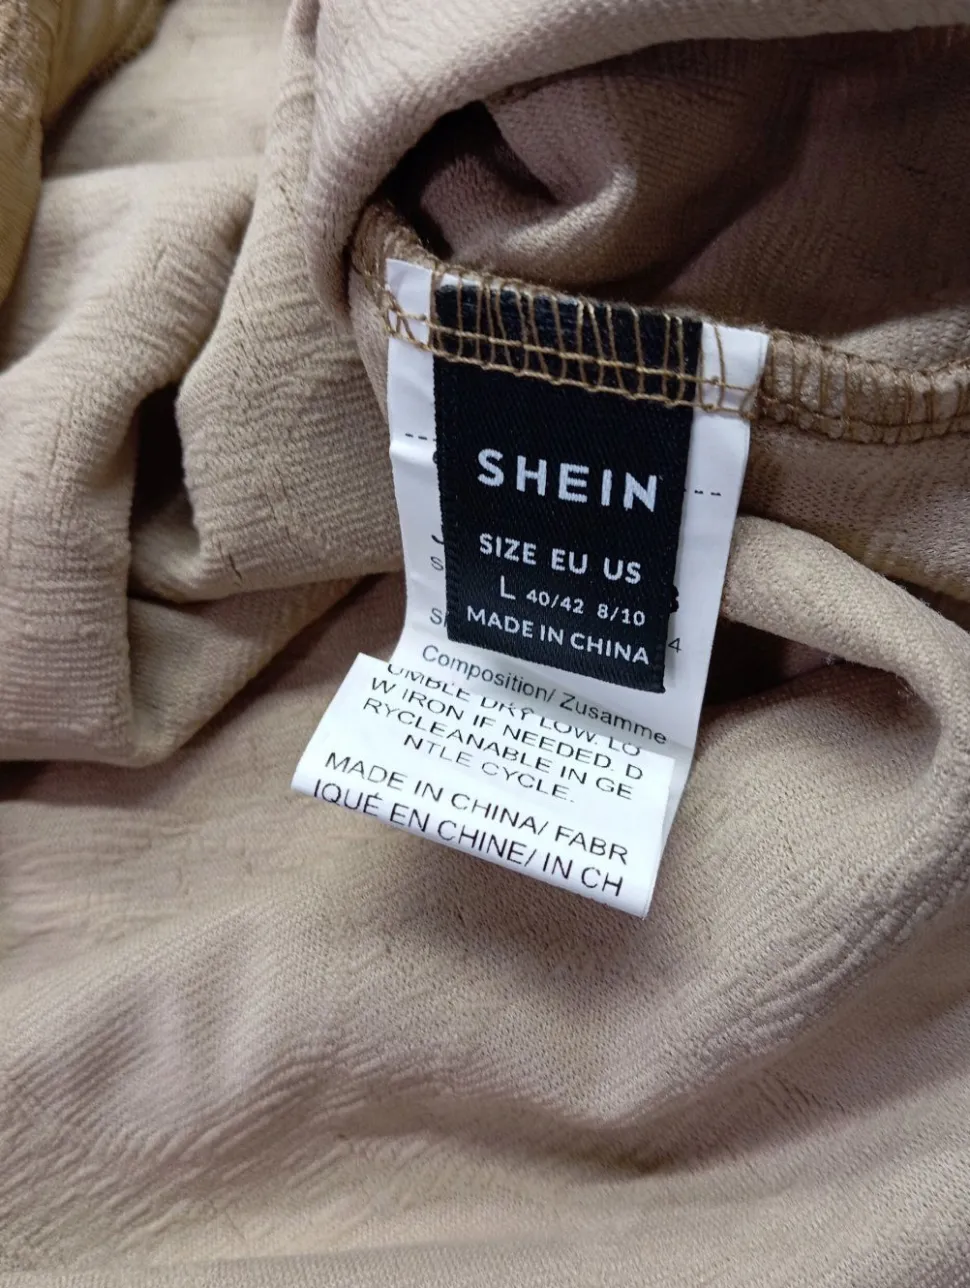 SHEIN
SIZE EU US
L 40/42 8/10
MADE IN CHINA
4
Composition/ Zusamme
UMBLE DRY LOW. LO
W IRON IF NEEDED. D
RYCLEANABLE IN GE
NTLE CYCLE.
MADE IN CHINA/ FABR
IQUÉ EN CHINE/ IN CH